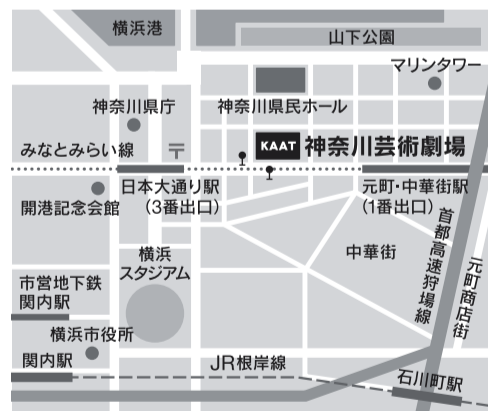 横浜港
山下公園
マリンタワー
神奈川県庁
神奈川県民ホール
みなとみらい線
〒
KAAT 神奈川芸術劇場
日本大通り駅
(3番出口)
元町・中華街駅
(1番出口)
開港記念会館
横浜
スタジアム
中華街
首都高速狩場線
元町商店街
市営地下鉄
関内駅
横浜市役所
関内駅
JR根岸線
石川町駅